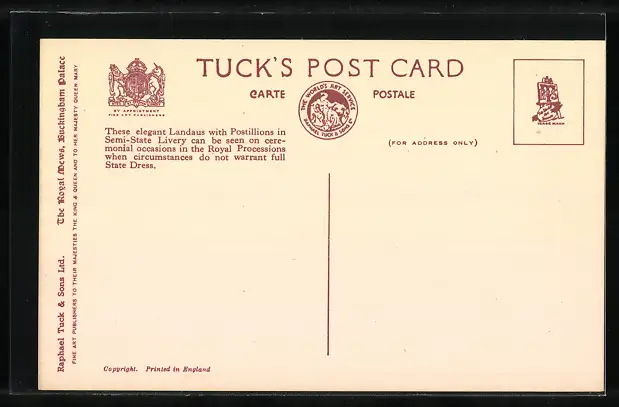 TUCK'S POST CARD
CARTE POSTALE
BY APPOINTMENT
FINE ART PUBLISHERS
THE WORLD'S ART SERVICE
RAPHAEL TUCK & SONS LD
(FOR ADDRESS ONLY)
TRADE MARK
These elegant Landaus with Postillions in
Semi-State Livery can be seen on cere-
monial occasions in the Royal Processions
when circumstances do not warrant full
State Dress.
Raphael Tuck & Sons Ltd. The Royal Mews, Buckingham Palace
FINE ART PUBLISHERS TO THEIR MAJESTIES THE KING & QUEEN AND TO HER MAJESTY QUEEN MARY
Copyright. Printed in England